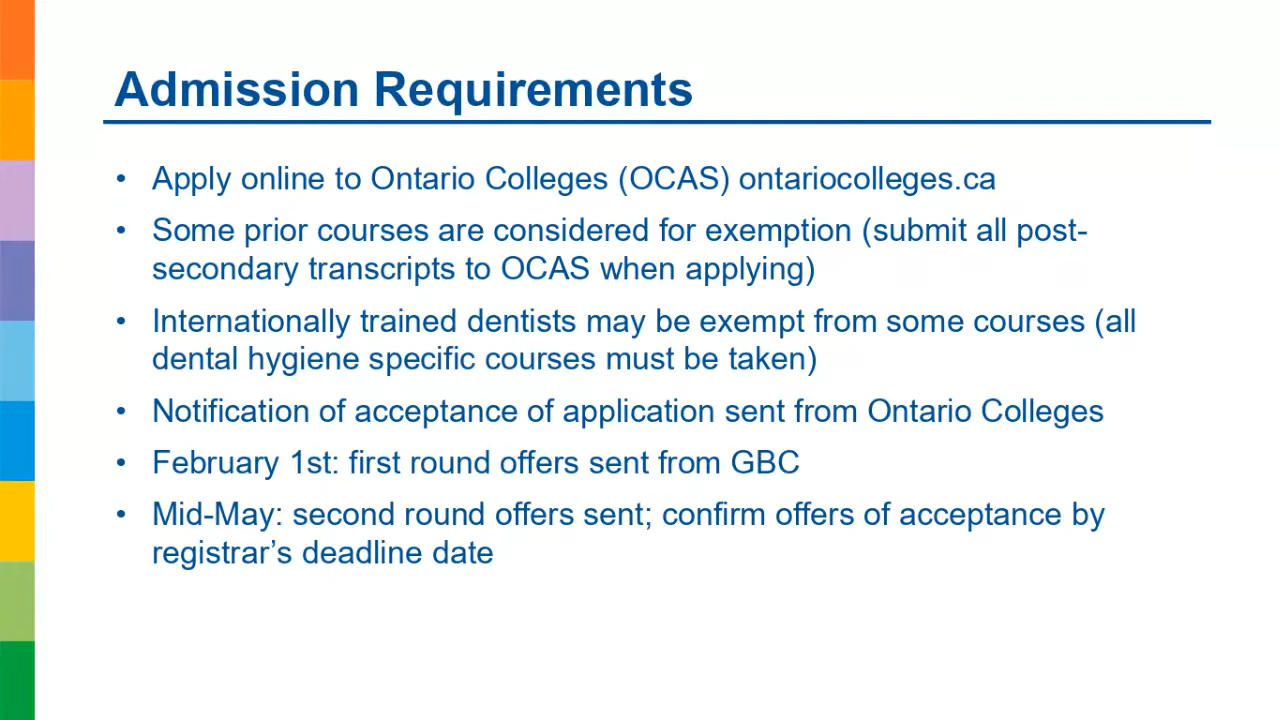 Admission Requirements
• Apply online to Ontario Colleges (OCAS) ontariocolleges.ca
• Some prior courses are considered for exemption (submit all post-
secondary transcripts to OCAS when applying)
• Internationally trained dentists may be exempt from some courses (all
dental hygiene specific courses must be taken)
• Notification of acceptance of application sent from Ontario Colleges
• February 1st: first round offers sent from GBC
• Mid-May: second round offers sent; confirm offers of acceptance by
registrar’s deadline date